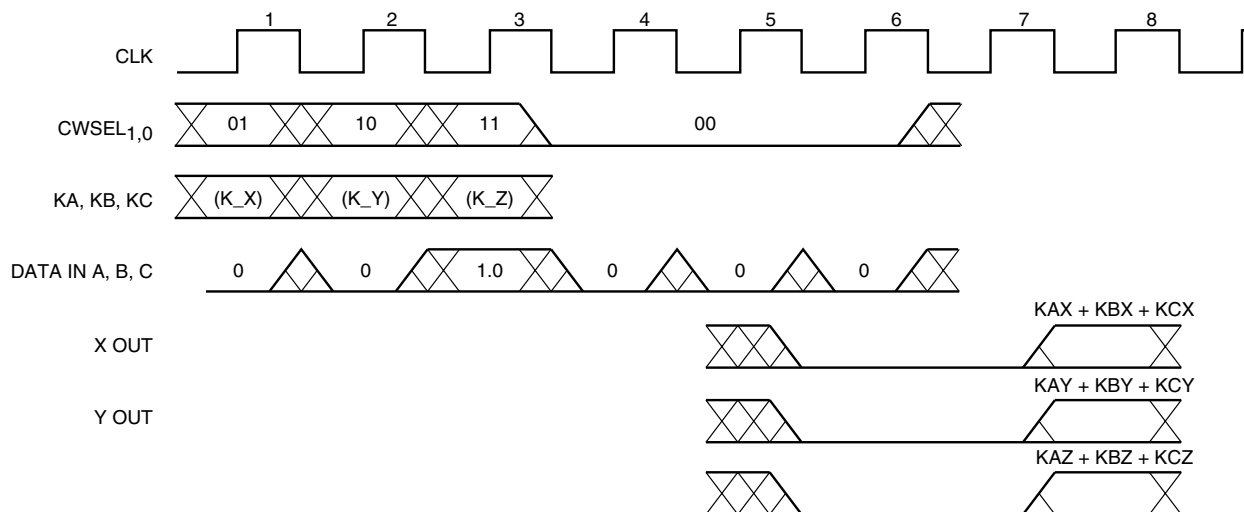 1 2 3 4 5 6 7 8
CLK
CWSEL1,0 01 10 11 00
KA, KB, KC (K_X) (K_Y) (K_Z)
DATA IN A, B, C 0 0 1.0 0 0 0
KAX + KBX + KCX
X OUT
KAY + KBY + KCY
Y OUT
KAZ + KBZ + KCZ